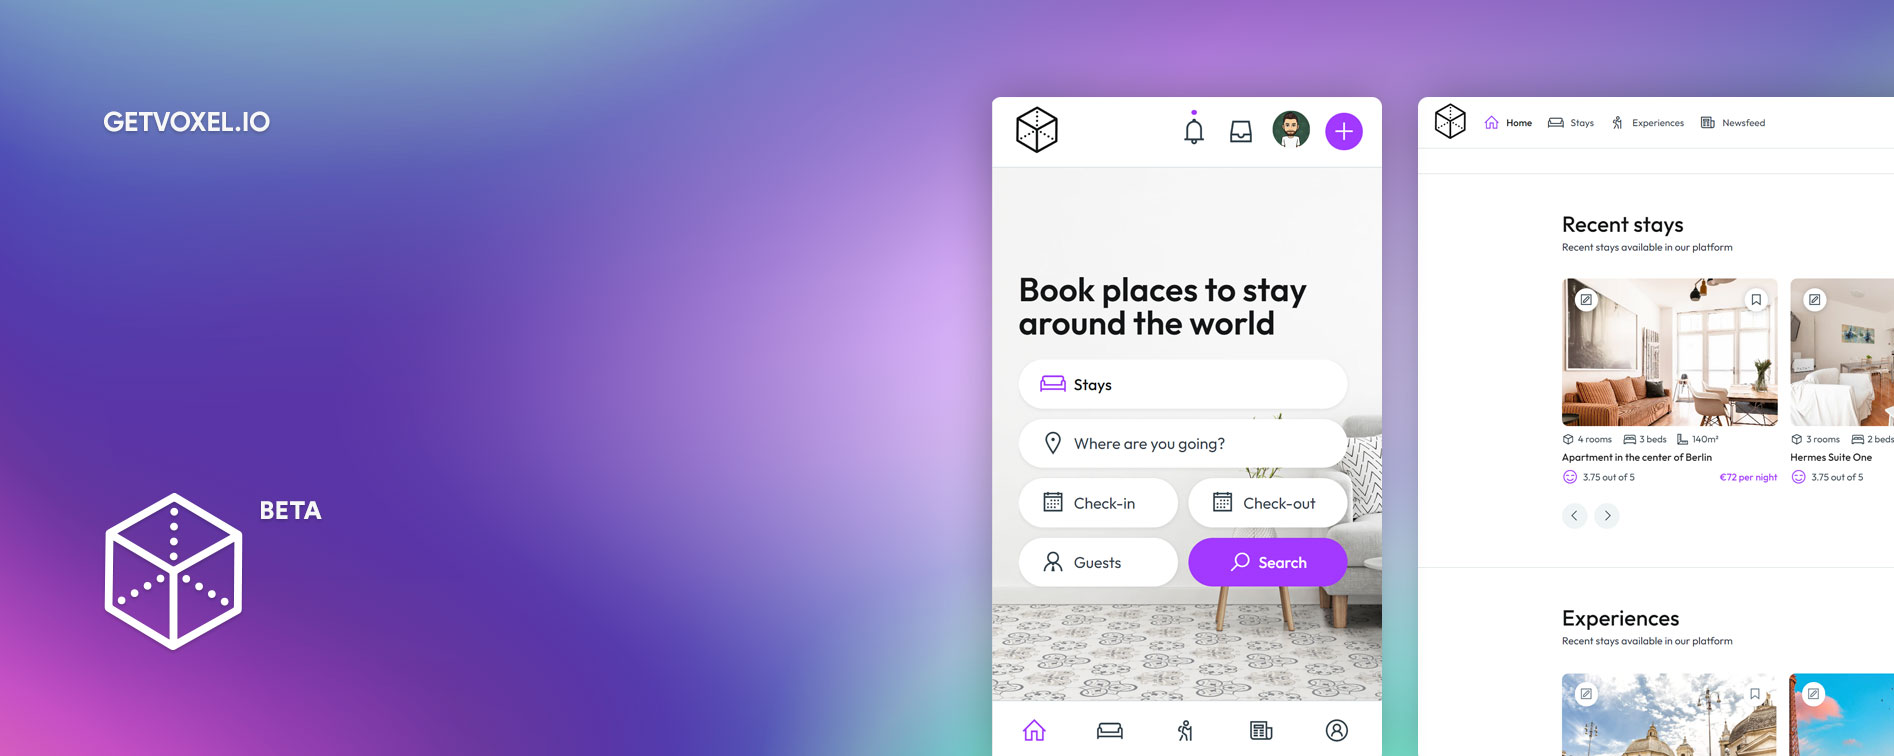 GETVOXEL.IO
BETA
Book places to stay
around the world
Stays
Where are you going?
Check-in
Check-out
Guests
Search
Home
Stays
Experiences
Newsfeed
Recent stays
Recent stays available in our platform
4 rooms
3 beds
140m²
Apartment in the center of Berlin
3.75 out of 5
€72 per night
3 rooms
2 beds
Hermes Suite One
3.75 out of 5
Experiences
Recent stays available in our platform